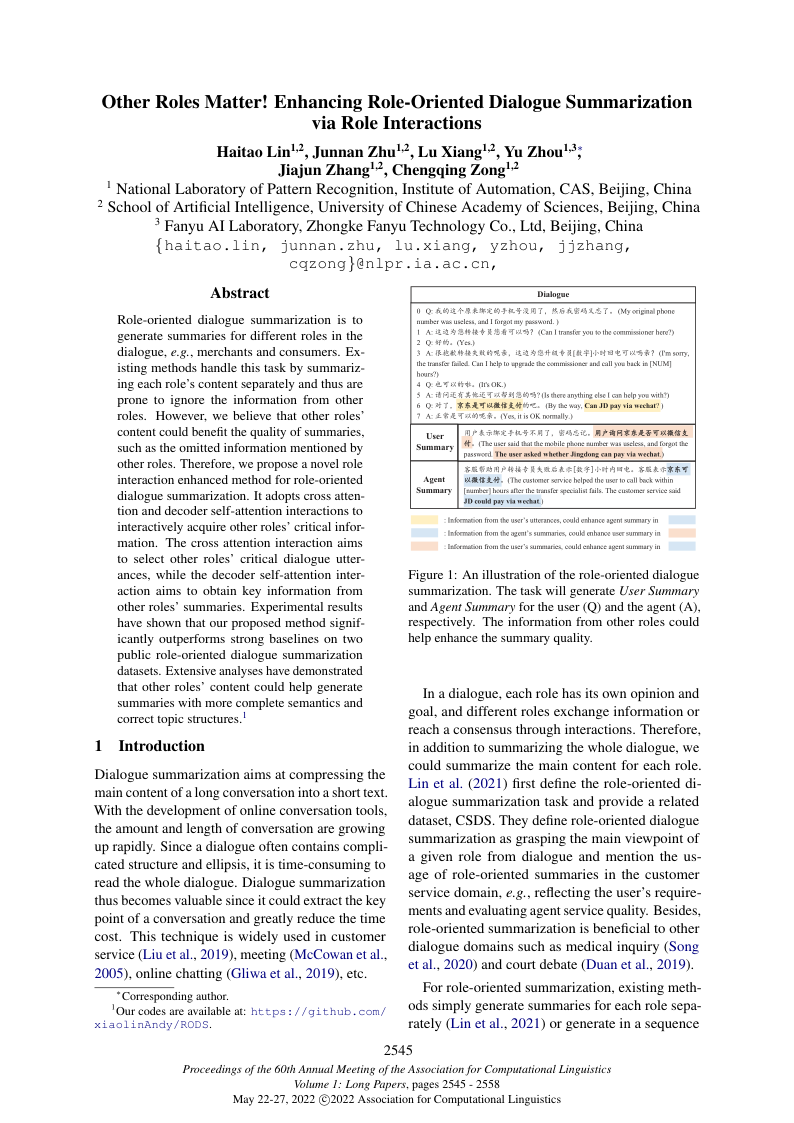 Other Roles Matter! Enhancing Role-Oriented Dialogue Summarization
via Role Interactions
Haitao Lin1,2, Junnan Zhu1,2, Lu Xiang1,2, Yu Zhou1,3*,
Jiajun Zhang1,2, Chengqing Zong1,2
1 National Laboratory of Pattern Recognition, Institute of Automation, CAS, Beijing, China
2 School of Artificial Intelligence, University of Chinese Academy of Sciences, Beijing, China
3 Fanyu AI Laboratory, Zhongke Fanyu Technology Co., Ltd, Beijing, China
{haitao.lin, junnan.zhu, lu.xiang, yzhou, jjzhang,
cqzong}@nlpr.ia.ac.cn,
Abstract
Role-oriented dialogue summarization is to
generate summaries for different roles in the
dialogue, e.g., merchants and consumers. Ex-
isting methods handle this task by summariz-
ing each role's content separately and thus are
prone to ignore the information from other
roles. However, we believe that other roles'
content could benefit the quality of summaries,
such as the omitted information mentioned by
other roles. Therefore, we propose a novel role
interaction enhanced method for role-oriented
dialogue summarization. It adopts cross atten-
tion and decoder self-attention interactions to
interactively acquire other roles' critical infor-
mation. The cross attention interaction aims
to select other roles' critical dialogue utter-
ances, while the decoder self-attention inter-
action aims to obtain key information from
other roles' summaries. Experimental results
have shown that our proposed method signif-
icantly outperforms strong baselines on two
public role-oriented dialogue summarization
datasets. Extensive analyses have demonstrated
that other roles' content could help generate
summaries with more complete semantics and
correct topic structures.1
1 Introduction
Dialogue summarization aims at compressing the
main content of a long conversation into a short text.
With the development of online conversation tools,
the amount and length of conversation are growing
up rapidly. Since a dialogue often contains compli-
cated structure and ellipsis, it is time-consuming to
read the whole dialogue. Dialogue summarization
thus becomes valuable since it could extract the key
point of a conversation and greatly reduce the time
cost. This technique is widely used in customer
service (Liu et al., 2019), meeting (McCowan et al.,
2005), online chatting (Gliwa et al., 2019), etc.
*Corresponding author.
1Our codes are available at: https://github.com/
xiaolinAndy/RODS.
Dialogue
0 Q: 我的这个原来绑定的手机号没用了，然后我密码又忘了。(My original phone
number was useless, and I forgot my password. )
1 A: 这边为您转接专员您看可以吗？(Can I transfer you to the commissioner here?)
2 Q: 好的。(Yes.)
3 A: 很抱歉转接失败的呢亲，这边为您升级专员[数字]小时回电可以吗亲？(I'm sorry,
the transfer failed. Can I help to upgrade the commissioner and call you back in [NUM]
hours?)
4 Q: 也可以的啦。(It's OK.)
5 A: 请问还有其他还可以帮到您的吗？(Is there anything else I can help you with?)
6 Q: 对了，京东是可以微信支付的吧。(By the way, Can JD pay via wechat? )
7 A: 正常是可以的呢亲。(Yes, it is OK normally.)
User
Summary
用户表示绑定手机号不用了，密码忘记。用户询问京东是否可以微信支
付。(The user said that the mobile phone number was useless, and forgot the
password. The user asked whether Jingdong can pay via wechat.)
Agent
Summary
客服帮助用户转接专员失败后表示[数字]小时内回电。客服表示京东可
以微信支付。(The customer service helped the user to call back within
[number] hours after the transfer specialist fails. The customer service said
JD could pay via wechat.)
: Information from the user's utterances, could enhance agent summary in
: Information from the agent's summaries, could enhance user summary in
: Information from the user's summaries, could enhance agent summary in
Figure 1: An illustration of the role-oriented dialogue
summarization. The task will generate User Summary
and Agent Summary for the user (Q) and the agent (A),
respectively. The information from other roles could
help enhance the summary quality.
In a dialogue, each role has its own opinion and
goal, and different roles exchange information or
reach a consensus through interactions. Therefore,
in addition to summarizing the whole dialogue, we
could summarize the main content for each role.
Lin et al. (2021) first define the role-oriented di-
alogue summarization task and provide a related
dataset, CSDS. They define role-oriented dialogue
summarization as grasping the main viewpoint of
a given role from dialogue and mention the us-
age of role-oriented summaries in the customer
service domain, e.g., reflecting the user's require-
ments and evaluating agent service quality. Besides,
role-oriented summarization is beneficial to other
dialogue domains such as medical inquiry (Song
et al., 2020) and court debate (Duan et al., 2019).
For role-oriented summarization, existing meth-
ods simply generate summaries for each role sepa-
rately (Lin et al., 2021) or generate in a sequence
2545
Proceedings of the 60th Annual Meeting of the Association for Computational Linguistics
Volume 1: Long Papers, pages 2545 - 2558
May 22-27, 2022 ©2022 Association for Computational Linguistics